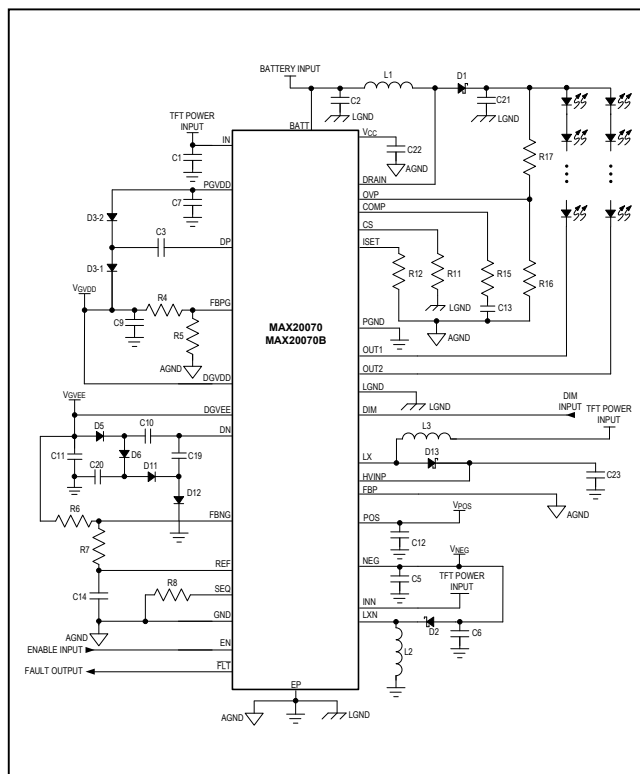 BATTERY INPUT
L1
D1
C2
LGND
C21
LGND
TFT POWER
INPUT
BATT
IN
C1
VCC
C22
AGND
R17
PGVDD
C7
DRAIN
OVP
COMP
D3-2
C3
DP
CS
ISET
D3-1
R12
R11
R15
R16
VGVDD
R4
FBPG
LGND
C13
C9
R5
MAX20070
MAX20070B
PGND
AGND
AGND
OUT1
DGVDD
OUT2
VGVEE
LGND
LGND
DIM
INPUT
DGVEE
DIM
TFT POWER
INPUT
D5
C10
DN
L3
C11
D6
C19
LX
D13
C20
D11
HVINP
C23
D12
FBP
R6
FBNG
POS
VPOS
AGND
R7
C12
REF
NEG
VNEG
R8
SEQ
C5
TFT POWER
INPUT
C14
INN
GND
LXN
D2
C6
AGND
ENABLE INPUT
EN
L2
FAULT OUTPUT
FLT
EP
AGND
LGND